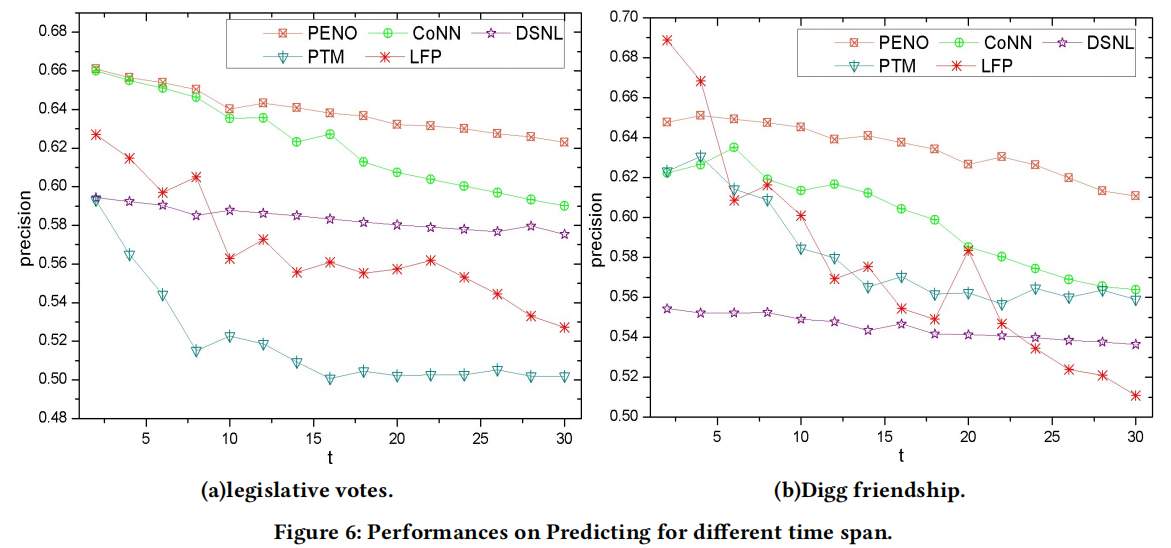 0.68
0.66
0.64
0.62
0.60
0.58
0.56
0.54
0.52
0.50
0.48
precision
PENO CoNN DSNL
PTM LFP
5 10 15 20 25 30
t
(a)legislative votes.
0.70
0.68
0.66
0.64
0.62
0.60
0.58
0.56
0.54
0.52
0.50
precision
PENO CoNN DSNL
PTM LFP
5 10 15 20 25 30
t
(b)Digg friendship.
Figure 6: Performances on Predicting for different time span.